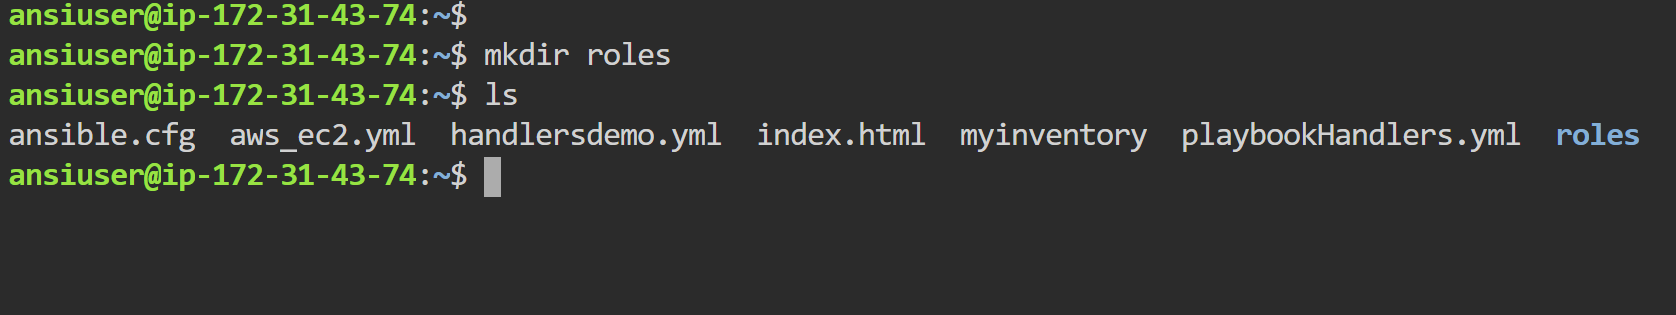 ansiuser@ip-172-31-43-74:~$
ansiuser@ip-172-31-43-74:~$ mkdir roles
ansiuser@ip-172-31-43-74:~$ ls
ansible.cfg  aws_ec2.yml  handlersdemo.yml  index.html  myinventory  playbookHandlers.yml  roles
ansiuser@ip-172-31-43-74:~$